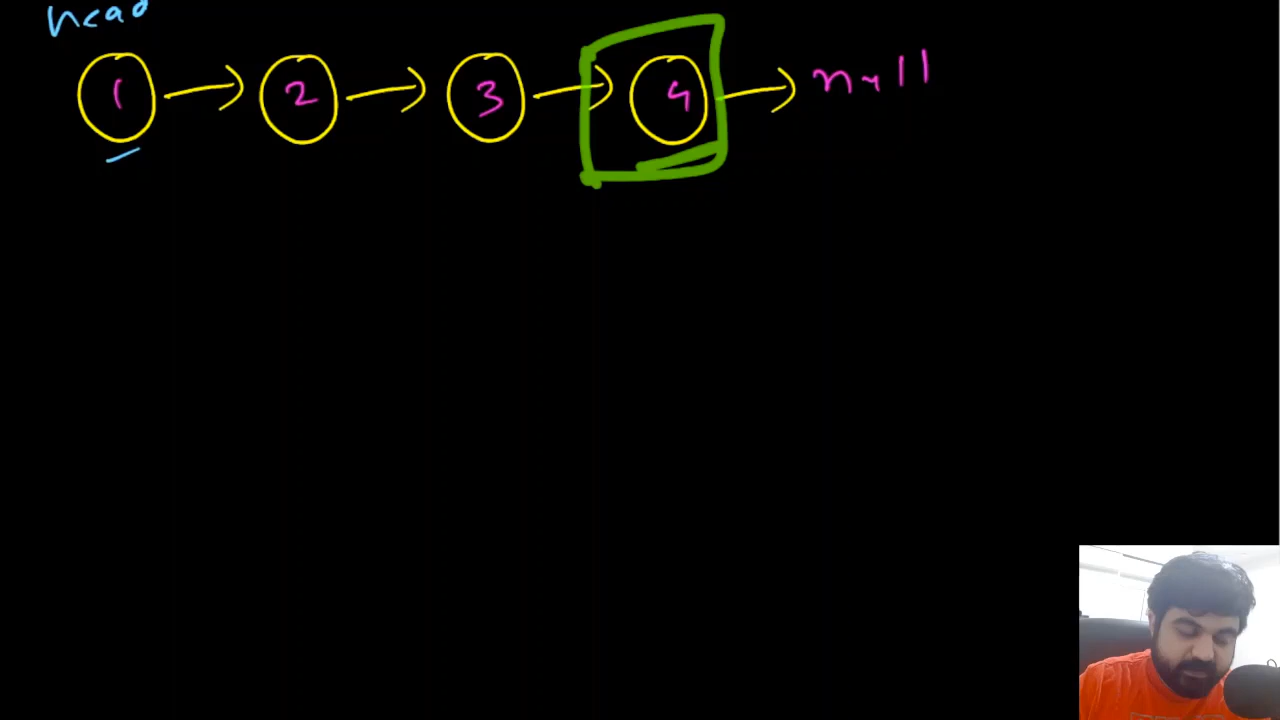 head
1 → 2 → 3 → 4 → null